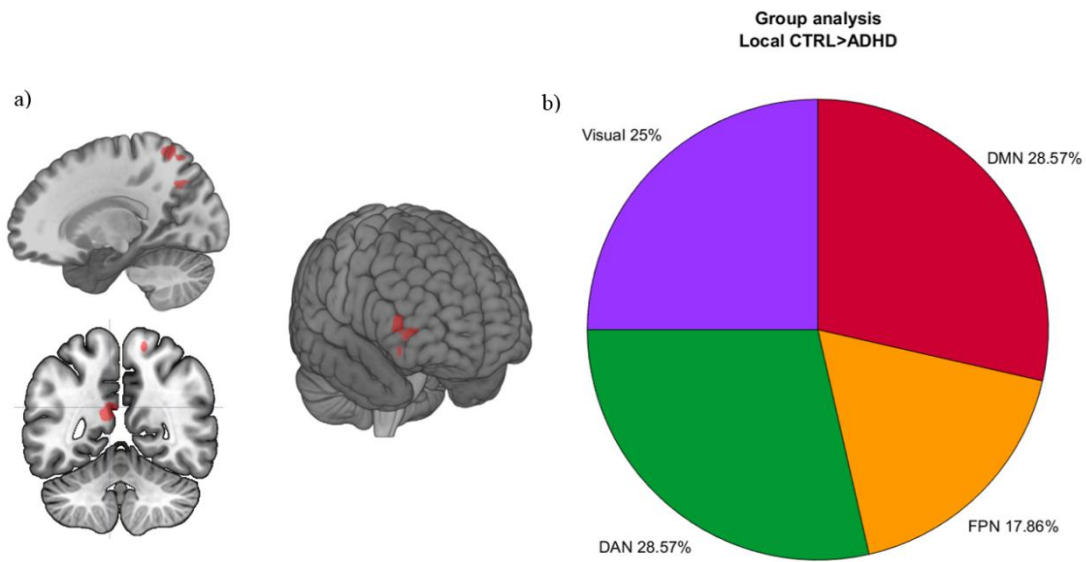 Group analysis
Local CTRL>ADHD
a)
b)
Visual 25%
DMN 28.57%
FPN 17.86%
DAN 28.57%